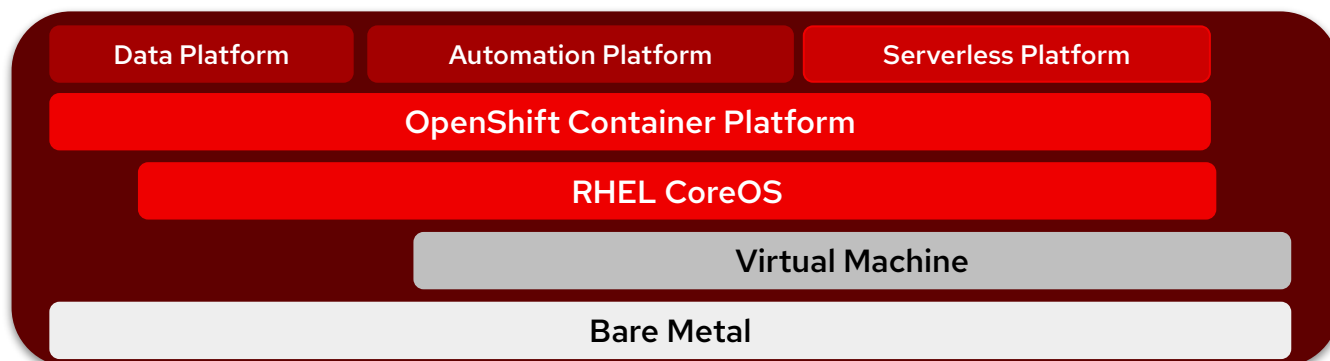 Data Platform Automation Platform Serverless Platform
OpenShift Container Platform
RHEL CoreOS
Virtual Machine
Bare Metal